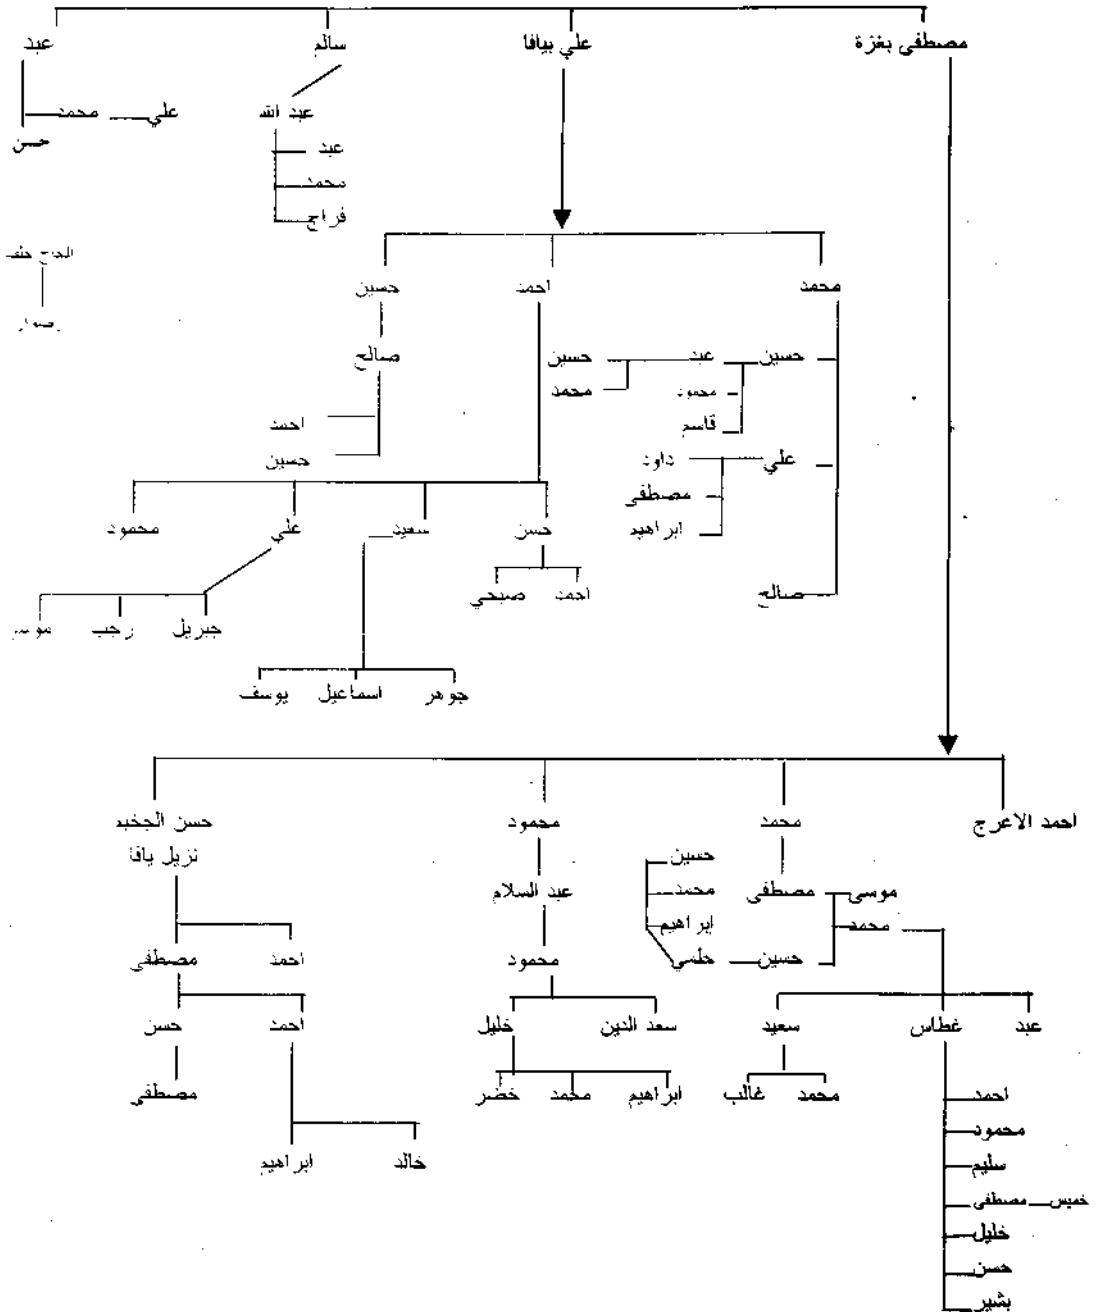 مصطفى بغزة علي بيافا سالم عبد
عبد الله علي محمد
حسن
عبد
محمد
فراج
الحاج
محمد احمد حسين
حسين عبد حسين صالح
محمود محمد
قاسم احمد
علي داود حسين
مصطفى
ابراهيم
حسن سعيد علي محمود
احمد صبحي صالح
جبريل رجب
جوهر اسماعيل يوسف
احمد الاعرج محمد محمود حسن
نزيل يافا
حسين
موسى مصطفى محمد عبد السلام
محمد ابراهيم
حسين حلمي محمود احمد مصطفى
عبد غطاس سعيد سعد الدين خليل احمد حسن
احمد محمد غالب ابراهيم محمد خضر مصطفى
محمود
سليم خالد ابراهيم
خميس مصطفى
خليل
حسن
بشير